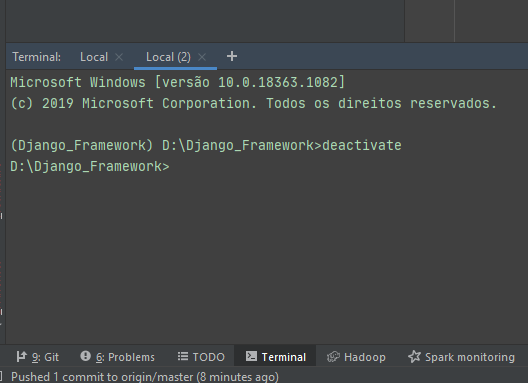 Terminal: Local × Local (2) × +
Microsoft Windows [versão 10.0.18363.1082]
(c) 2019 Microsoft Corporation. Todos os direitos reservados.
(Django_Framework) D:\Django_Framework>deactivate
D:\Django_Framework>
9: Git 6: Problems TODO Terminal Hadoop Spark monitoring
Pushed 1 commit to origin/master (8 minutes ago)